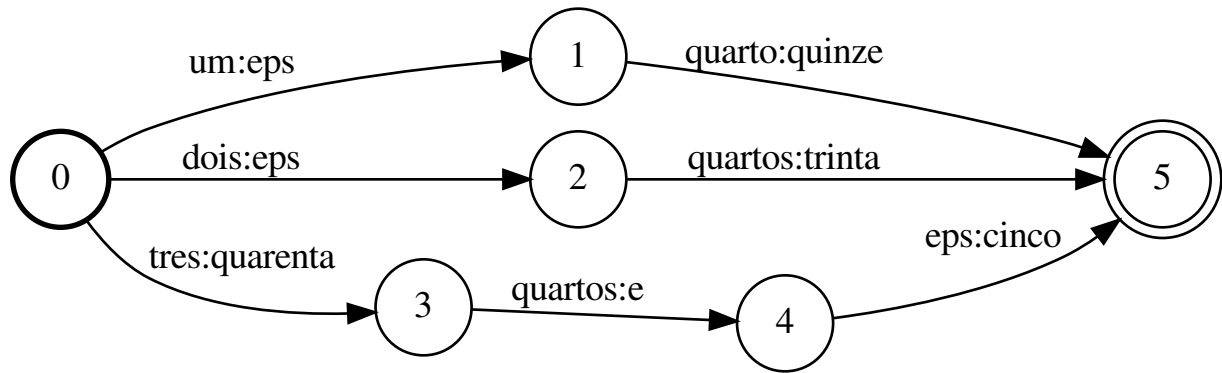 um:eps
1
quarto:quinze
0
dois:eps
2
quartos:trinta
5
tres:quarenta
3
quartos:e
4
eps:cinco